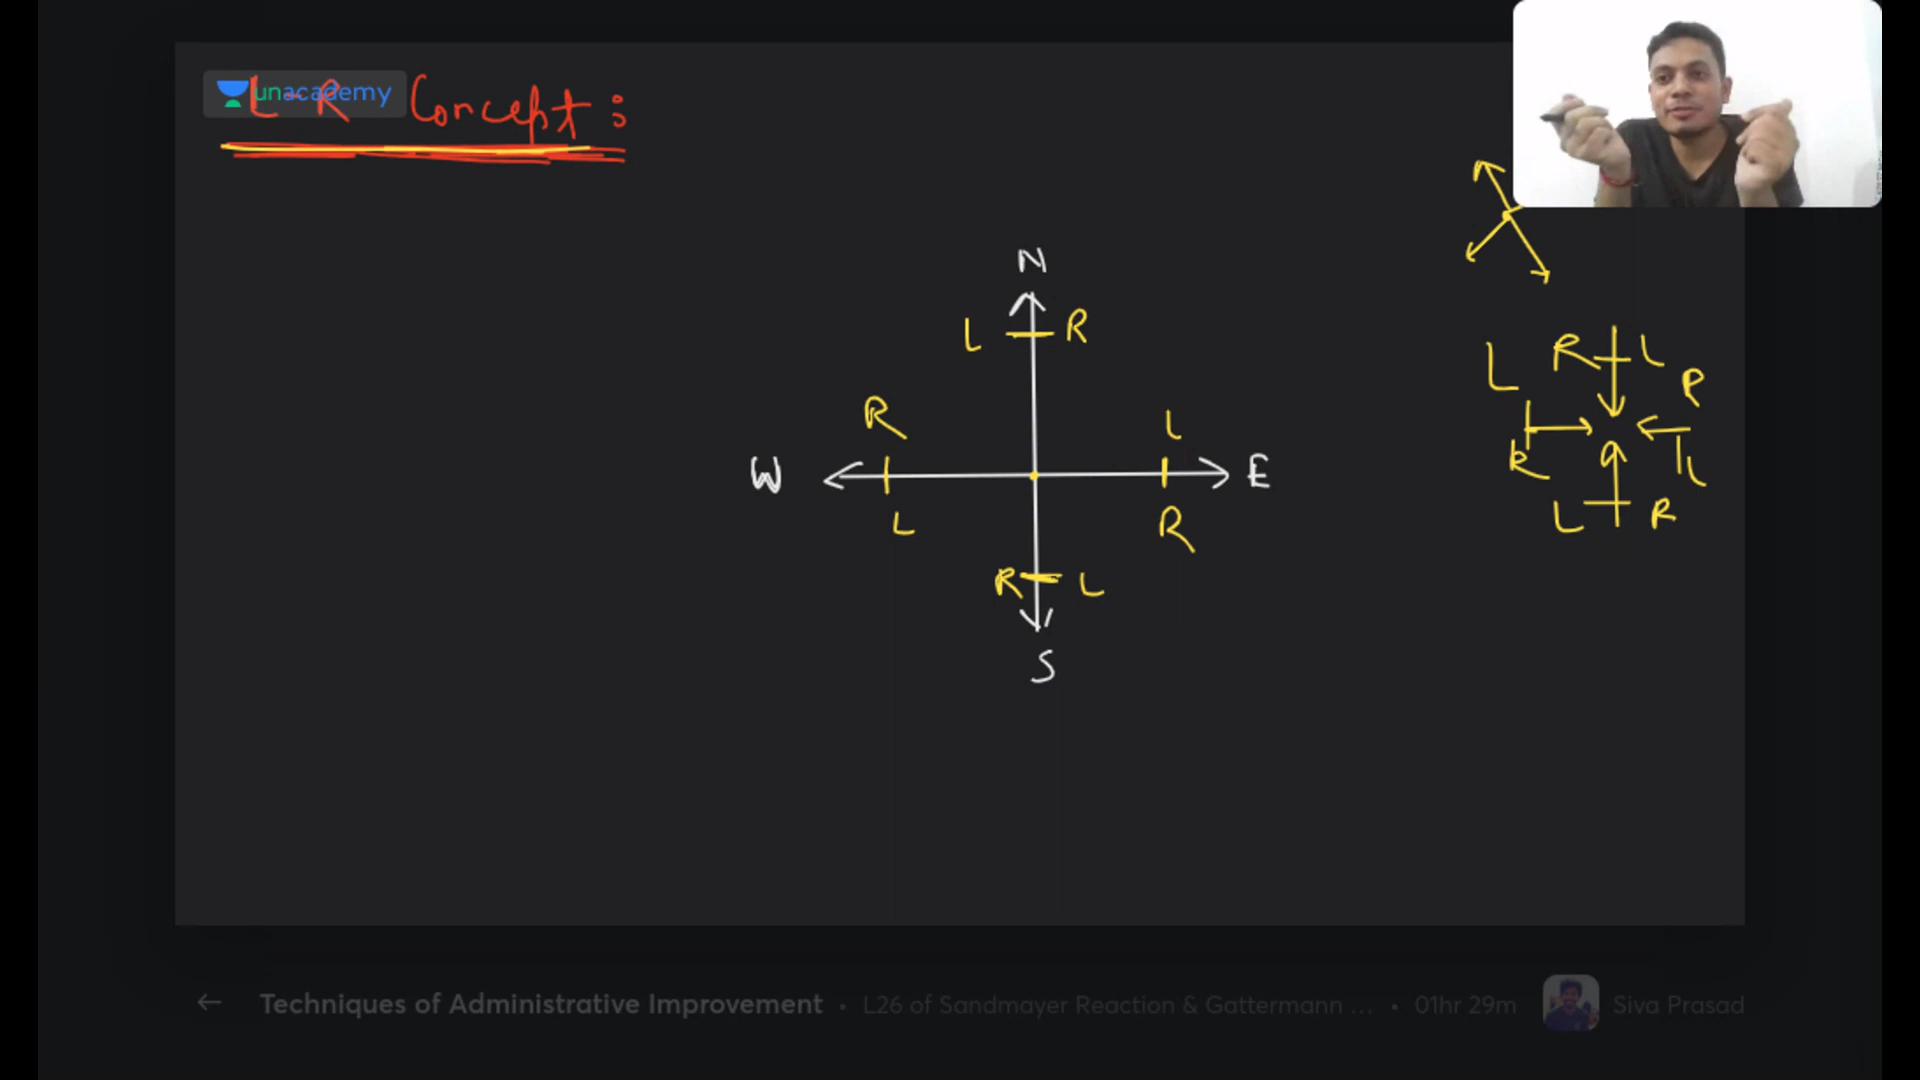 unacademy
L-R Concept :
N
L R
R L
W E
L R
R L
S
R L
L R
R L
L R
Techniques of Administrative Improvement • L26 of Sandmayer Reaction & Gattermann ... • 01hr 29m Siva Prasad